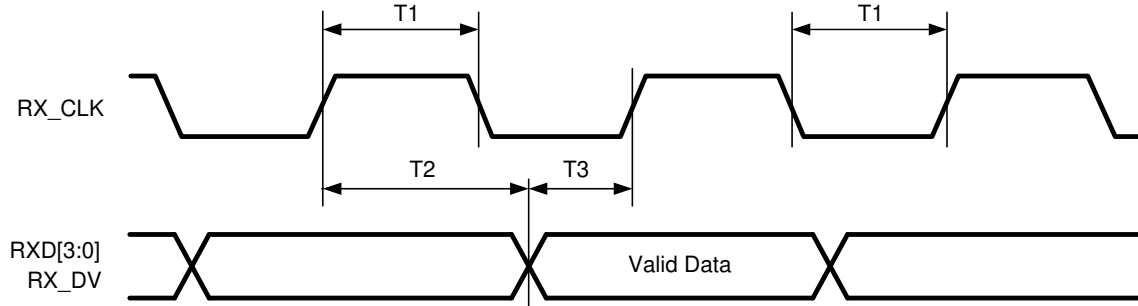 T1 T1
RX_CLK
T2 T3
RXD[3:0]
RX_DV
Valid Data